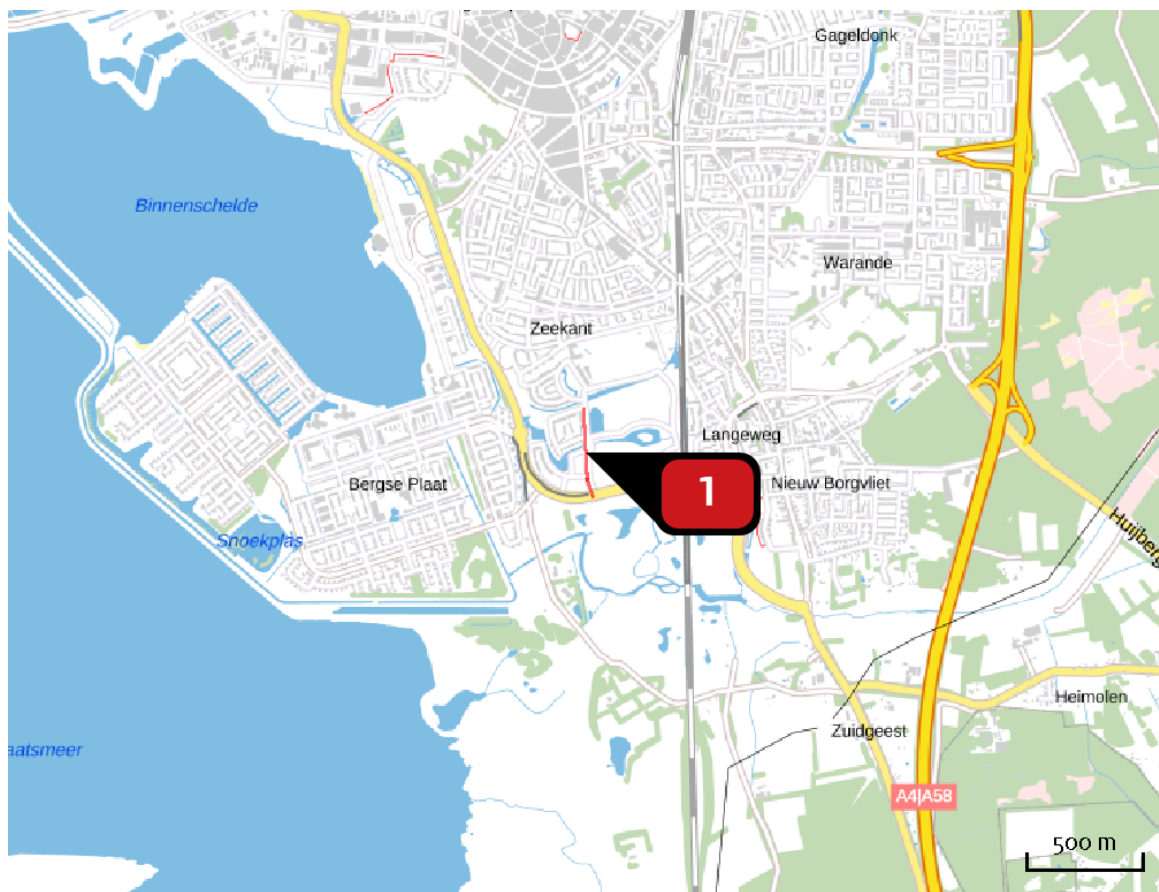 Gageldonk
Binnenschelde
Warande
Zeekant
Langeweg
Bergse Plaat
1
Nieuw Borgvliet
Snoekplas
Huijberg
Heimolen
Zuidgeest
aatsmeer
A4|A58
500 m